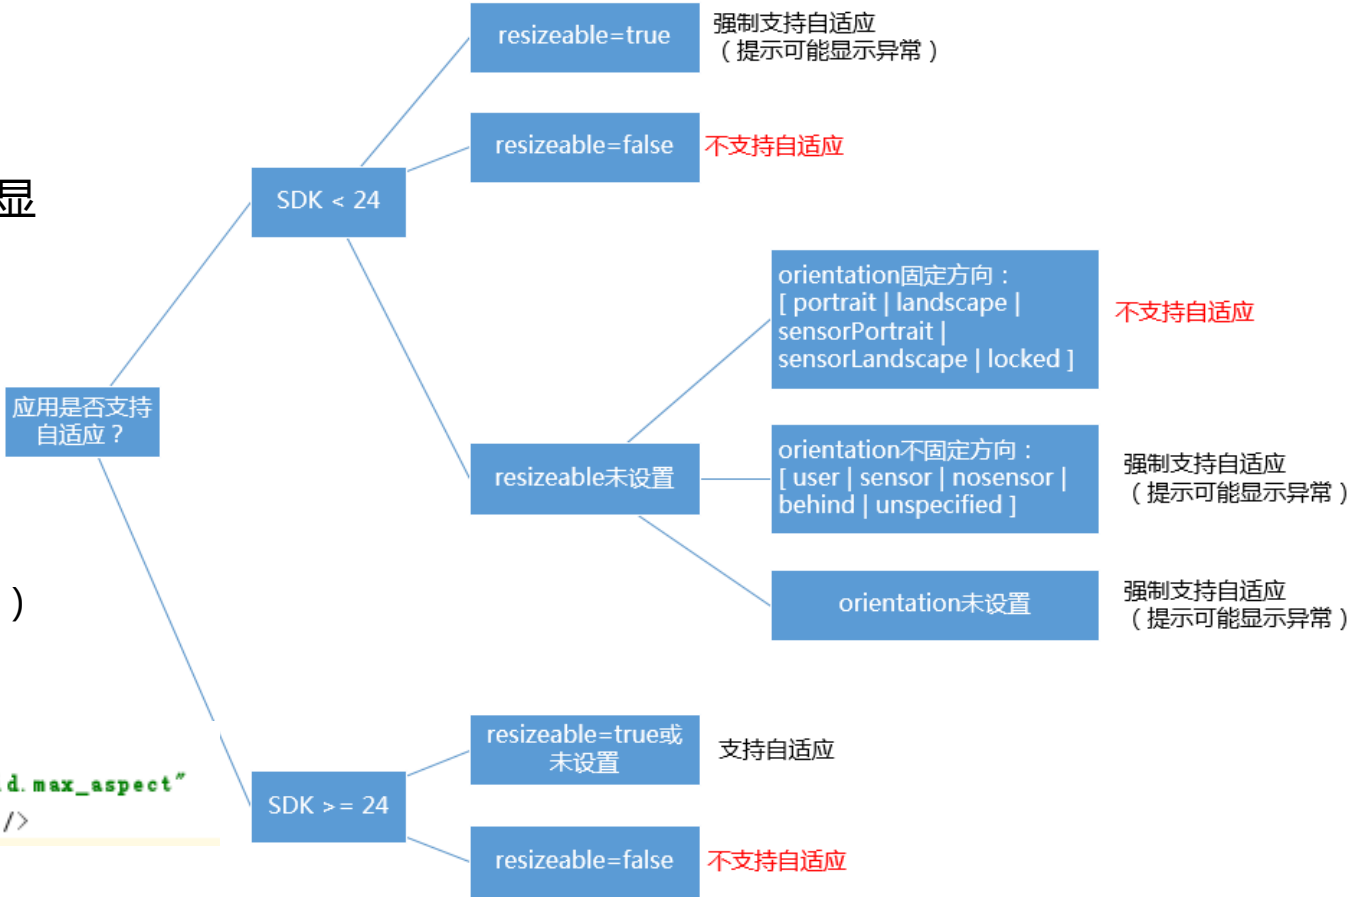 resizeable=true
强制支持自适应
（提示可能显示异常）
resizeable=false
不支持自适应
显
SDK < 24
orientation固定方向：
[ portrait | landscape |
sensorPortrait |
sensorLandscape | locked ]
不支持自适应
应用是否支持
自适应？
resizeable未设置
orientation不固定方向：
[ user | sensor | nosensor |
behind | unspecified ]
强制支持自适应
（提示可能显示异常）
）
orientation未设置
强制支持自适应
（提示可能显示异常）
resizeable=true或
未设置
支持自适应
d.max_aspect"
/>
SDK >= 24
resizeable=false
不支持自适应